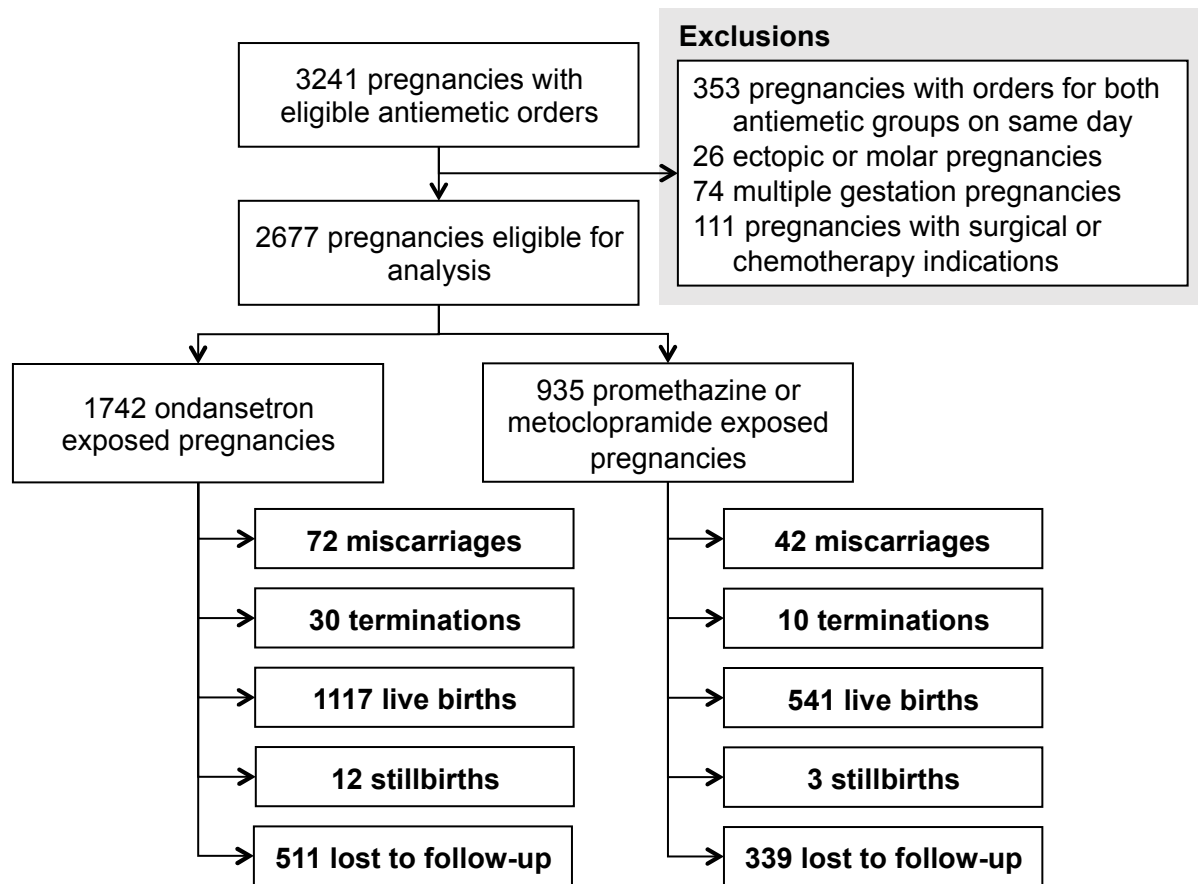 3241 pregnancies with
eligible antiemetic orders
Exclusions
353 pregnancies with orders for both
antiemetic groups on same day
26 ectopic or molar pregnancies
74 multiple gestation pregnancies
111 pregnancies with surgical or
chemotherapy indications
2677 pregnancies eligible for
analysis
1742 ondansetron
exposed pregnancies
935 promethazine or
metoclopramide exposed
pregnancies
72 miscarriages
42 miscarriages
30 terminations
10 terminations
1117 live births
541 live births
12 stillbirths
3 stillbirths
511 lost to follow-up
339 lost to follow-up